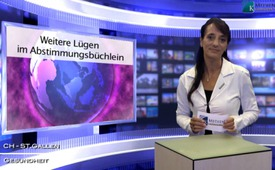 Weitere Lügen
im Abstimmungsbüchlein
CH - St.Gallen
Gesundheit